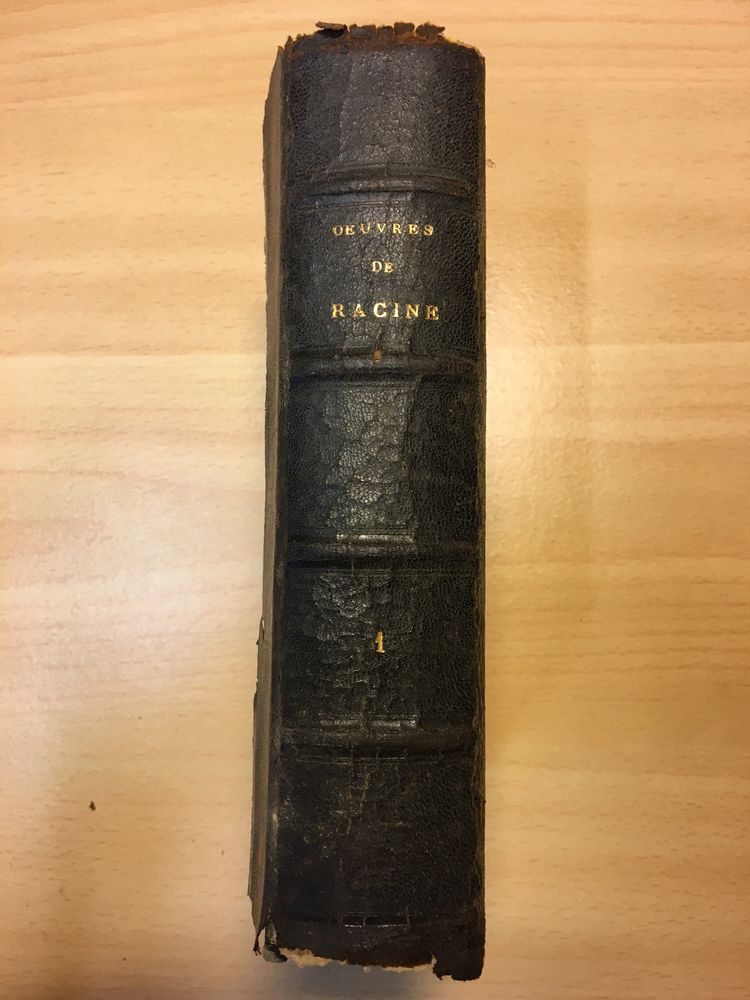 OEUVRES
DE
RACINE
1